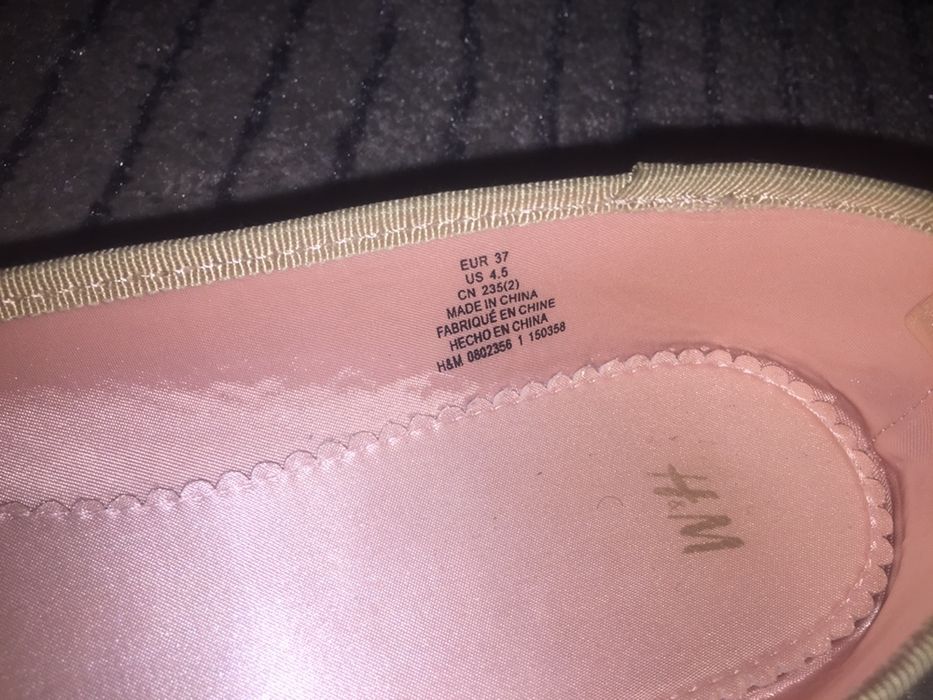 EUR 37
US 4.5
CN 235(2)
MADE IN CHINA
FABRIQUÉ EN CHINE
HECHO EN CHINA
H&M 0802356 1 150358
H&M